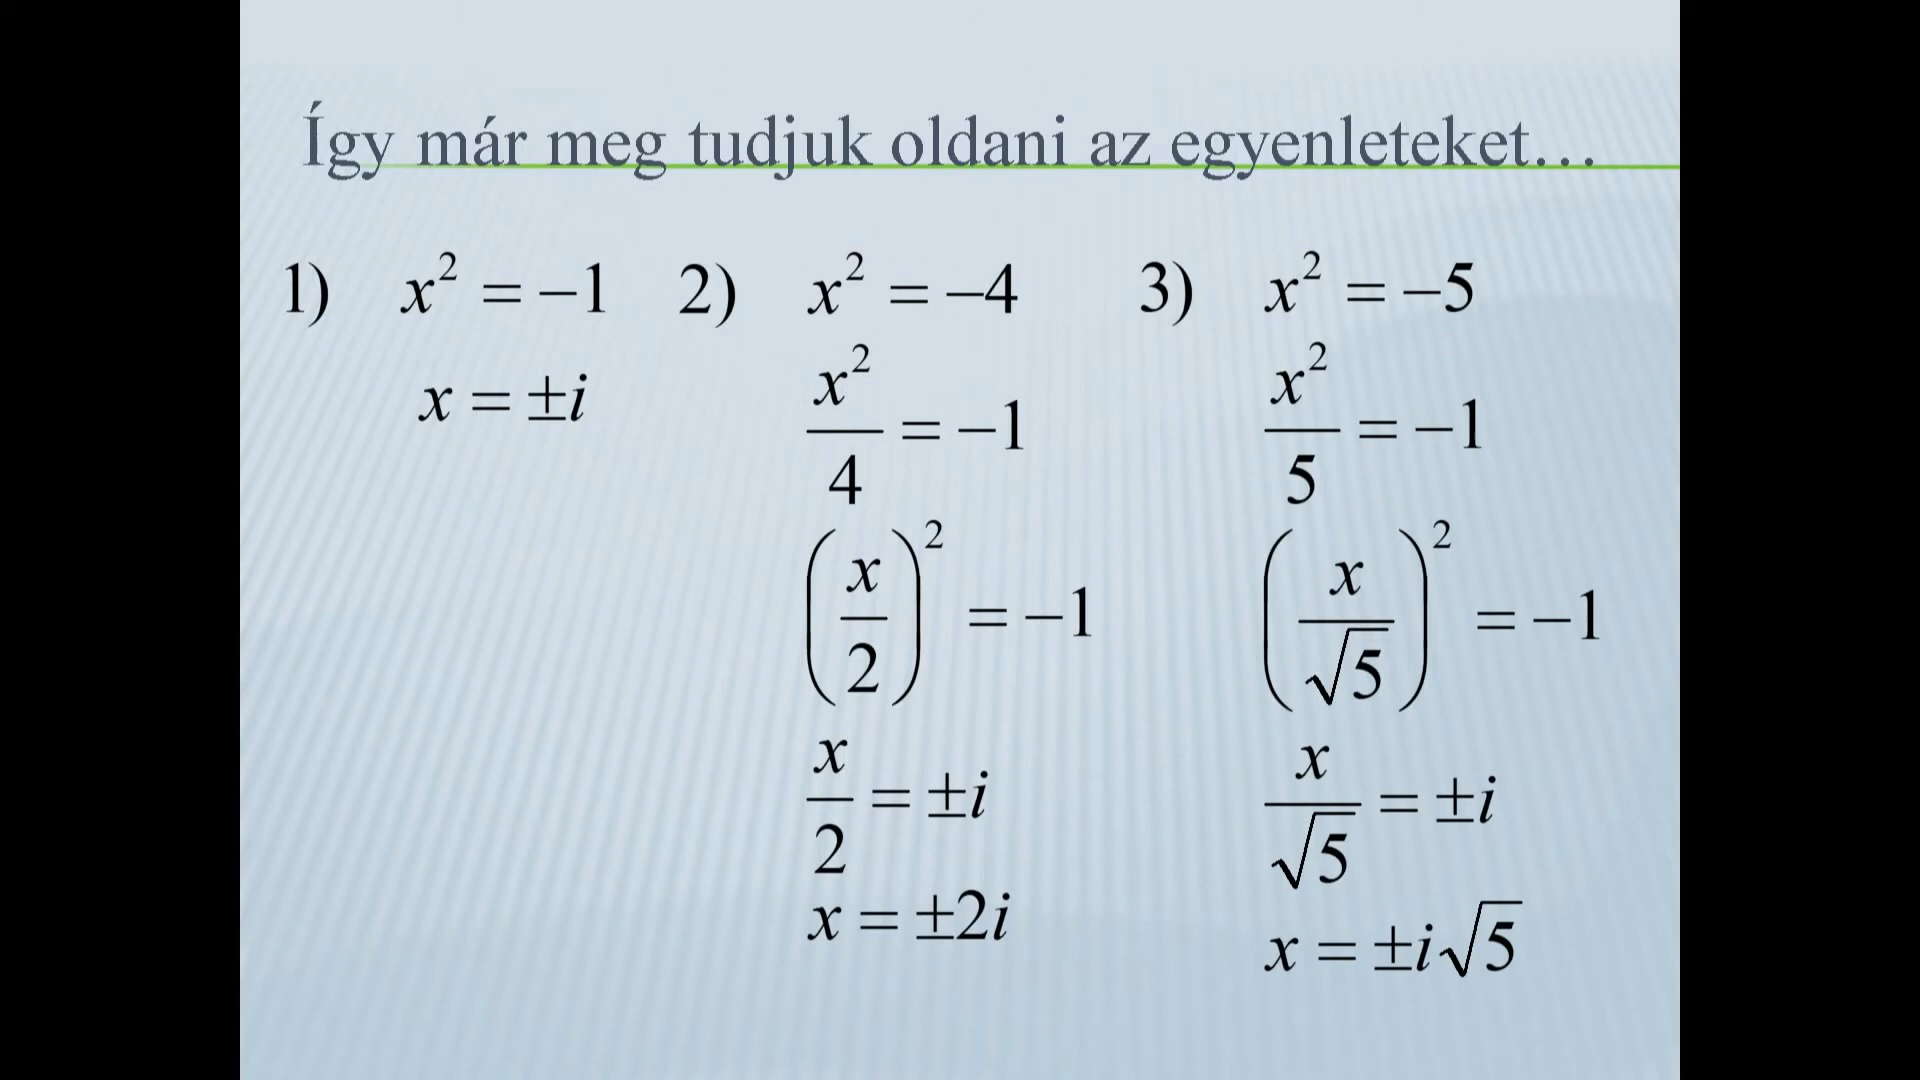 Így már meg tudjuk oldani az egyenleteket…
1) x² = −1
x = ±i
2) x² = −4
x²/4 = −1
(x/2)² = −1
x/2 = ±i
x = ±2i
3) x² = −5
x²/5 = −1
(x/√5)² = −1
x/√5 = ±i
x = ±i√5